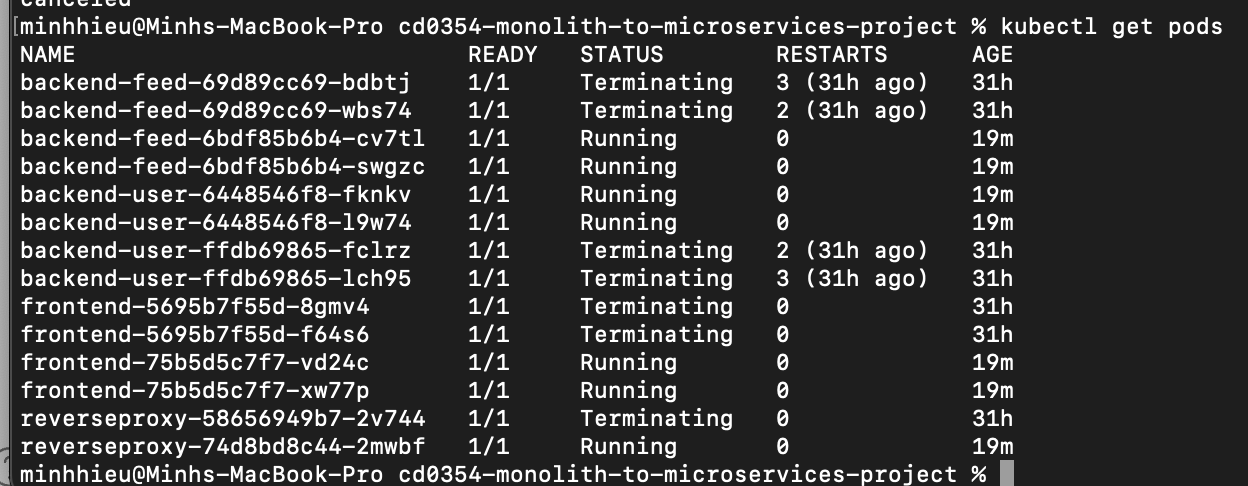 canceled
minhhieu@Minhs-MacBook-Pro cd0354-monolith-to-microservices-project % kubectl get pods
NAME READY STATUS RESTARTS AGE
backend-feed-69d89cc69-bdbtj 1/1 Terminating 3 (31h ago) 31h
backend-feed-69d89cc69-wbs74 1/1 Terminating 2 (31h ago) 31h
backend-feed-6bdf85b6b4-cv7tl 1/1 Running 0 19m
backend-feed-6bdf85b6b4-swgzc 1/1 Running 0 19m
backend-user-6448546f8-fknkv 1/1 Running 0 19m
backend-user-6448546f8-l9w74 1/1 Running 0 19m
backend-user-ffdb69865-fclrz 1/1 Terminating 2 (31h ago) 31h
backend-user-ffdb69865-lch95 1/1 Terminating 3 (31h ago) 31h
frontend-5695b7f55d-8gmv4 1/1 Terminating 0 31h
frontend-5695b7f55d-f64s6 1/1 Terminating 0 31h
frontend-75b5d5c7f7-vd24c 1/1 Running 0 19m
frontend-75b5d5c7f7-xw77p 1/1 Running 0 19m
reverseproxy-58656949b7-2v744 1/1 Terminating 0 31h
reverseproxy-74d8bd8c44-2mwbf 1/1 Running 0 19m
minhhieu@Minhs-MacBook-Pro cd0354-monolith-to-microservices-project %